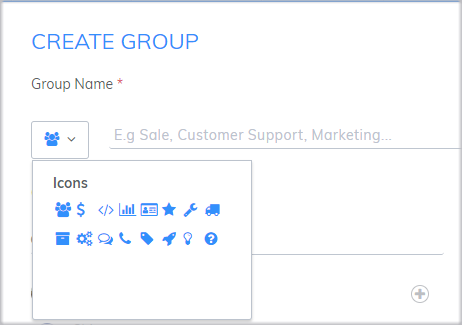 CREATE GROUP
Group Name *
E.g Sale, Customer Support, Marketing...
Icons